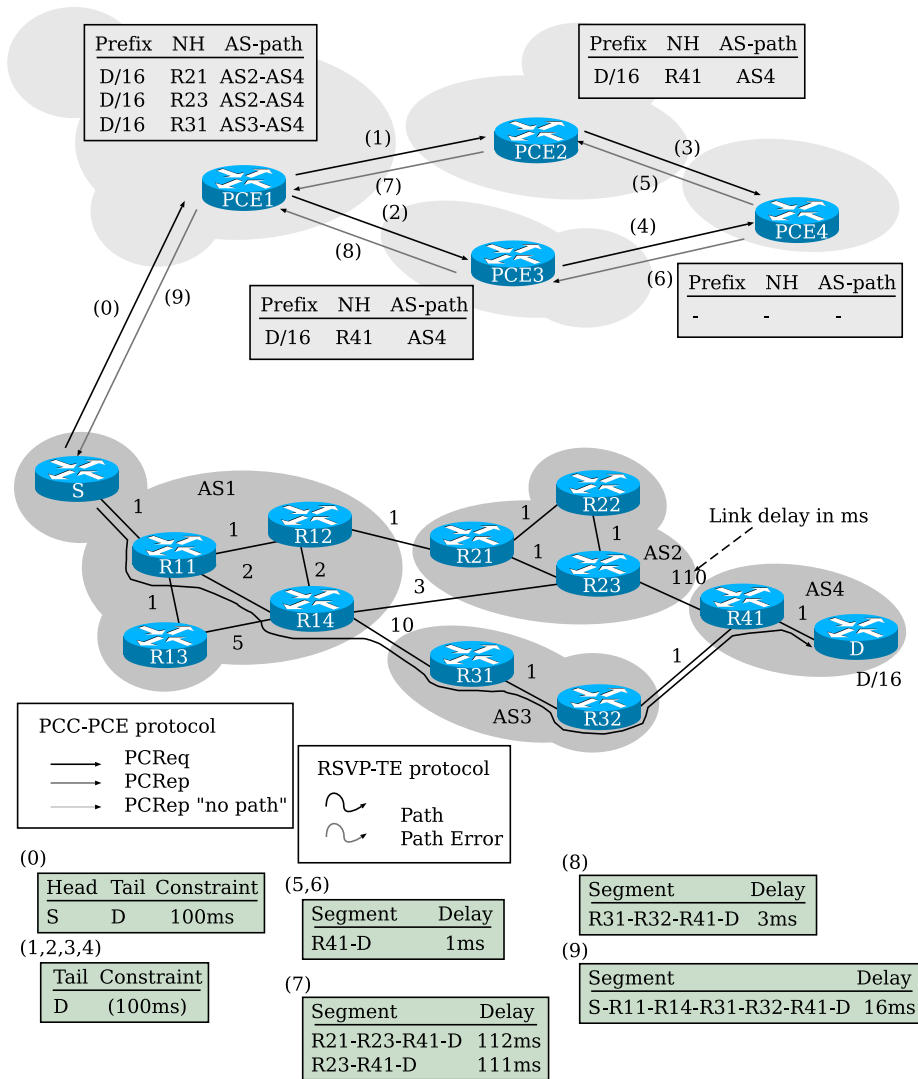 Prefix NH AS-path
D/16 R21 AS2-AS4
D/16 R23 AS2-AS4
D/16 R31 AS3-AS4
Prefix NH AS-path
D/16 R41 AS4
(1)
(3)
PCE2
(7)
(5)
PCE1
(2)
(4)
PCE4
(8)
PCE3
(6)
(0)
(9)
Prefix NH AS-path
D/16 R41 AS4
Prefix NH AS-path
- - -
S
AS1
R22
1
1
R12
1
1
Link delay in ms
R11
R21
1
AS2
2
2
1
R23
110
1
3
R14
R41
AS4
1
R13
5
10
D
R31
1
1
D/16
AS3
R32
PCC-PCE protocol
PCReq
PCRep
PCRep "no path"
RSVP-TE protocol
Path
Path Error
(0)
Head Tail Constraint
S D 100ms
(1,2,3,4)
Tail Constraint
D (100ms)
(5,6)
Segment Delay
R41-D 1ms
(7)
Segment Delay
R21-R23-R41-D 112ms
R23-R41-D 111ms
(8)
Segment Delay
R31-R32-R41-D 3ms
(9)
Segment Delay
S-R11-R14-R31-R32-R41-D 16ms